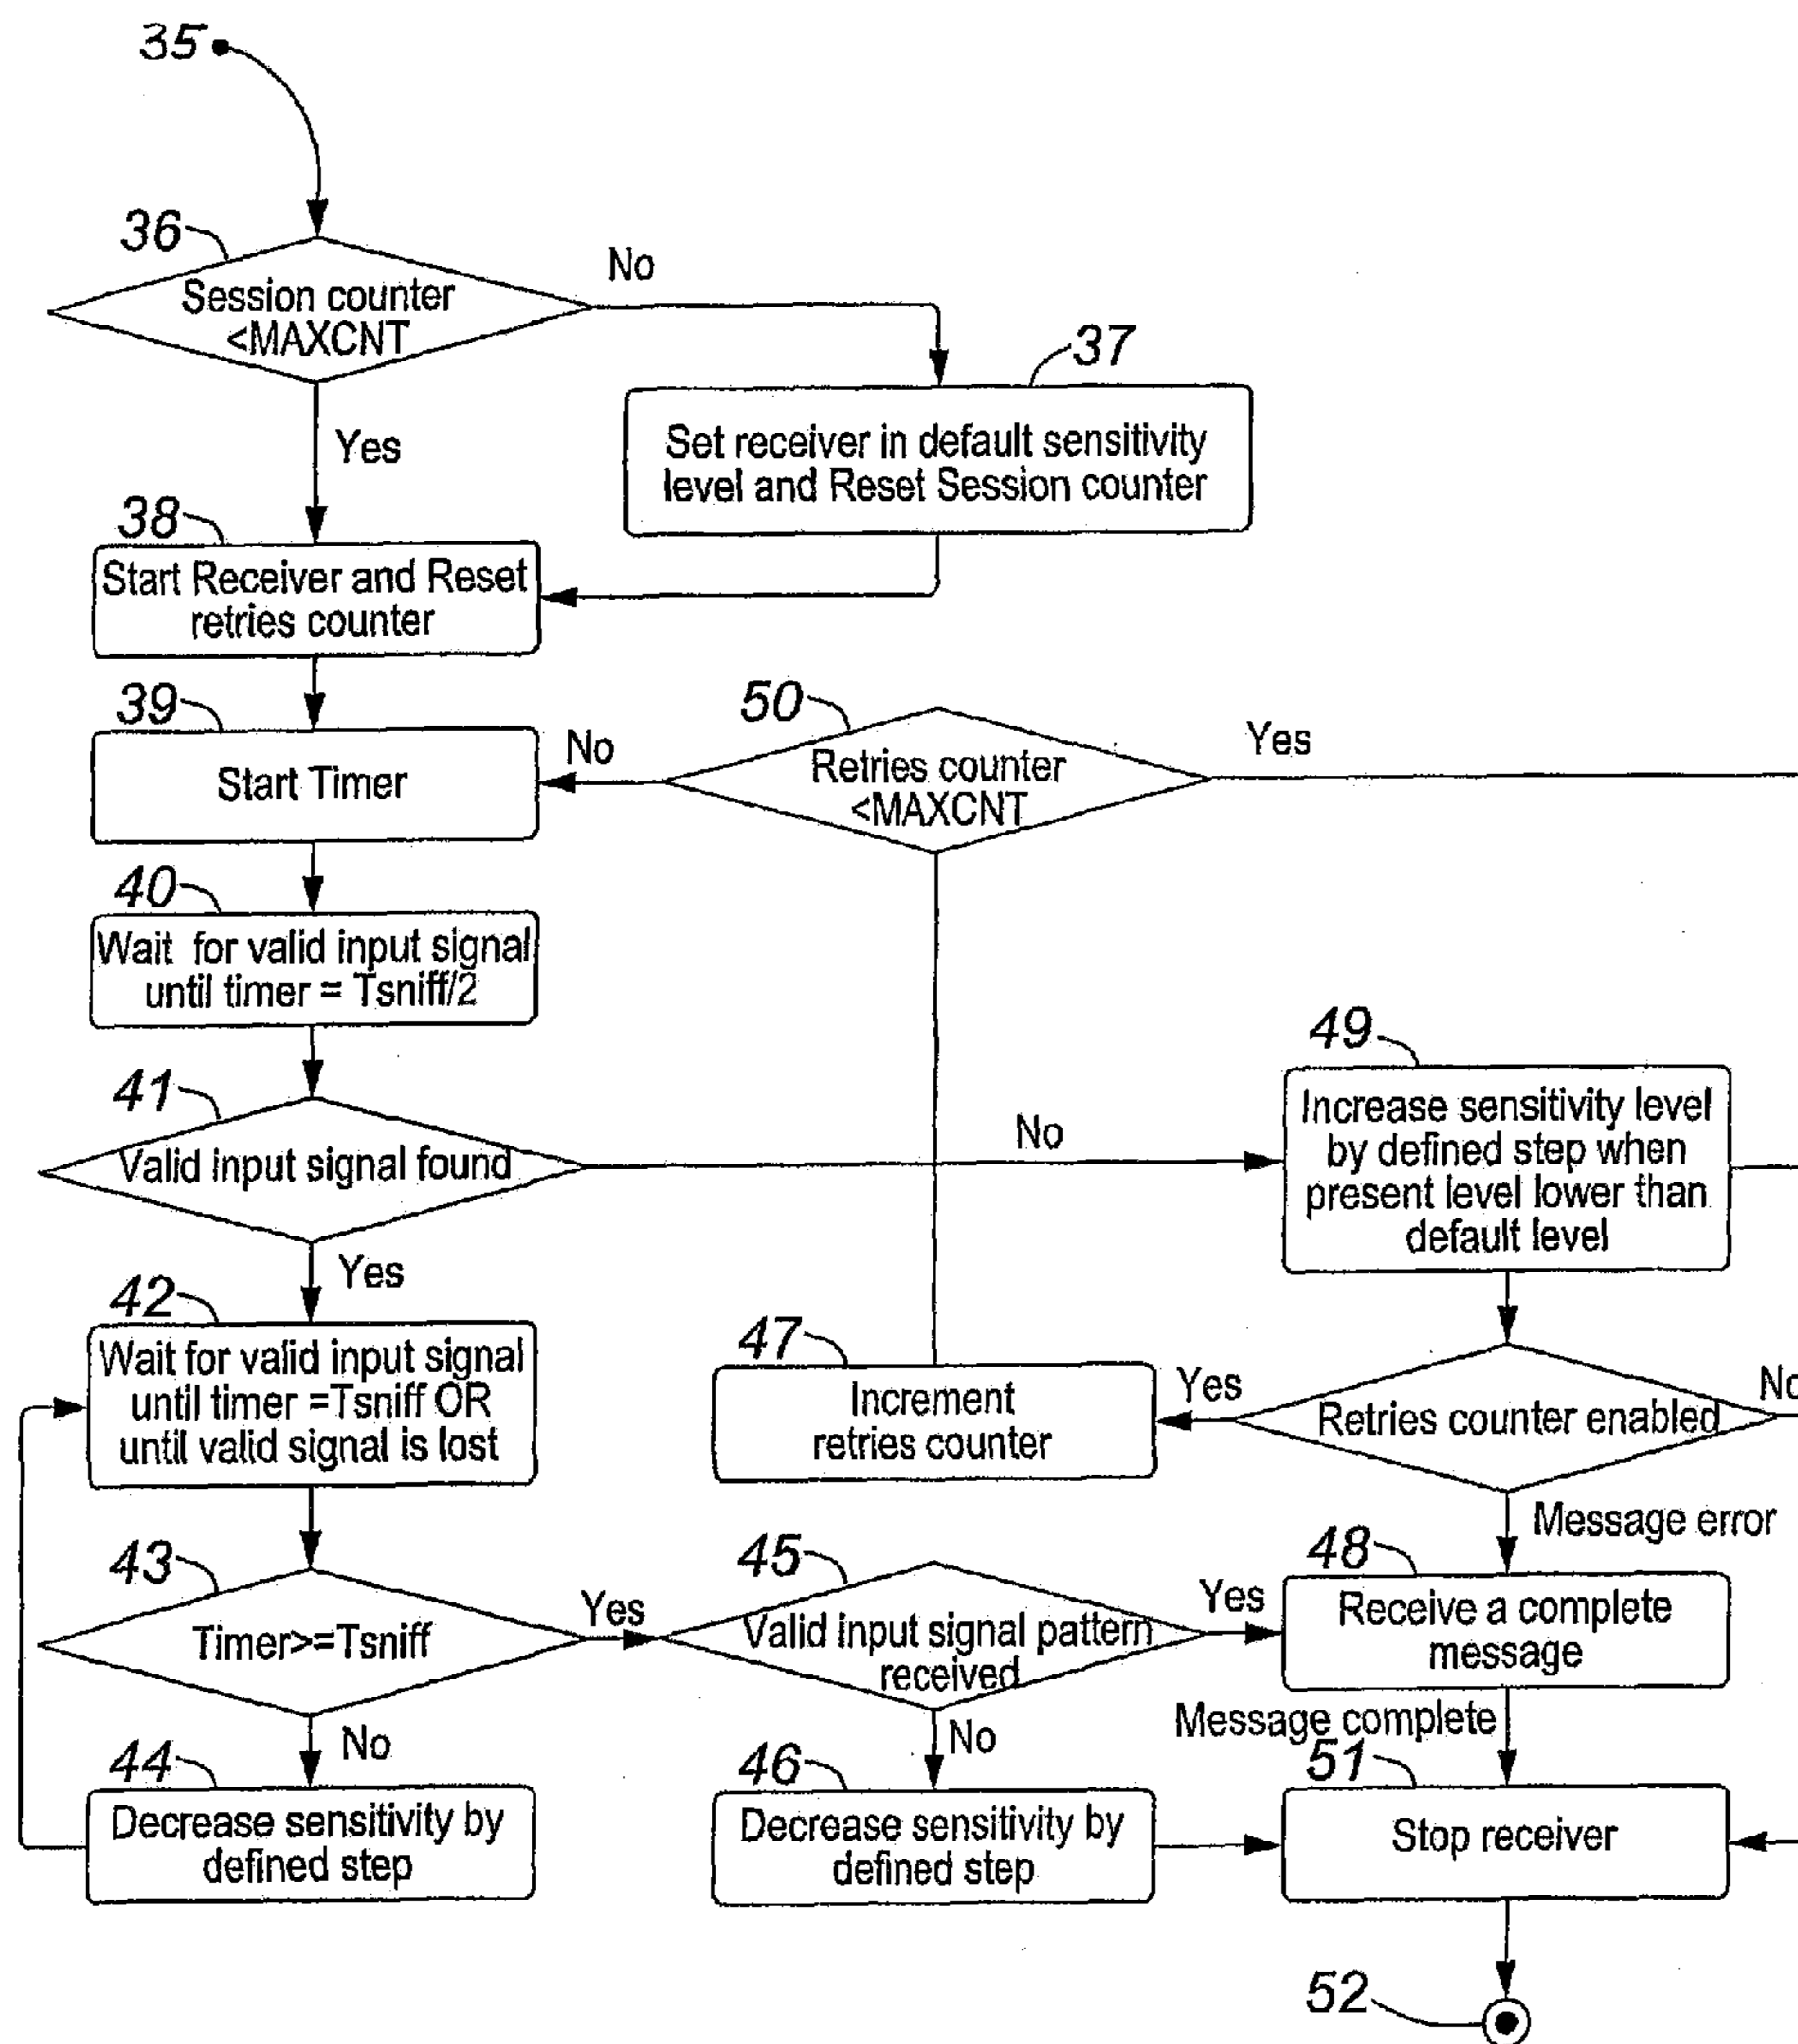 35
36
Session counter
<MAXCNT
No
Yes
37
Set receiver in default sensitivity
level and Reset Session counter
38
Start Receiver and Reset
retries counter
39
Start Timer
No
50
Retries counter
<MAXCNT
Yes
40
Wait for valid input signal
until timer = Tsniff/2
41
Valid input signal found
No
Yes
49
Increase sensitivity level
by defined step when
present level lower than
default level
42
Wait for valid input signal
until timer =Tsniff OR
until valid signal is lost
47
Increment
retries counter
Yes
Retries counter enabled
No
Message error
43
Timer>=Tsniff
Yes
No
45
Valid input signal pattern
received
Yes
No
48
Receive a complete
message
Message complete
44
Decrease sensitivity by
defined step
46
Decrease sensitivity by
defined step
51
Stop receiver
52